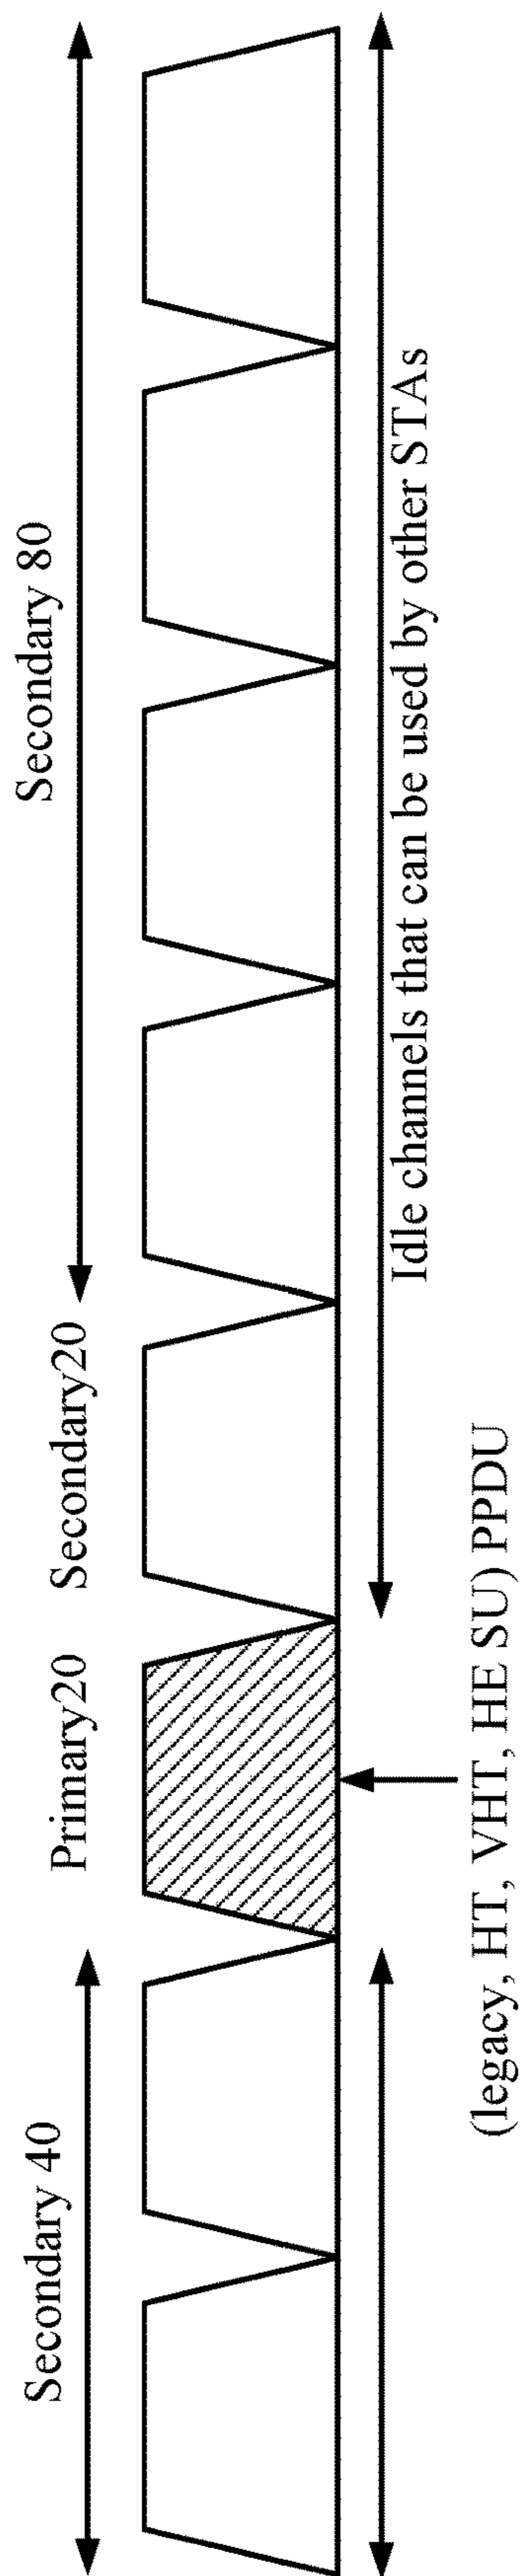 Secondary 40
Primary20
Secondary20
Secondary 80
Idle channels that can be used by other STAs
(legacy, HT, VHT, HE SU) PPDU